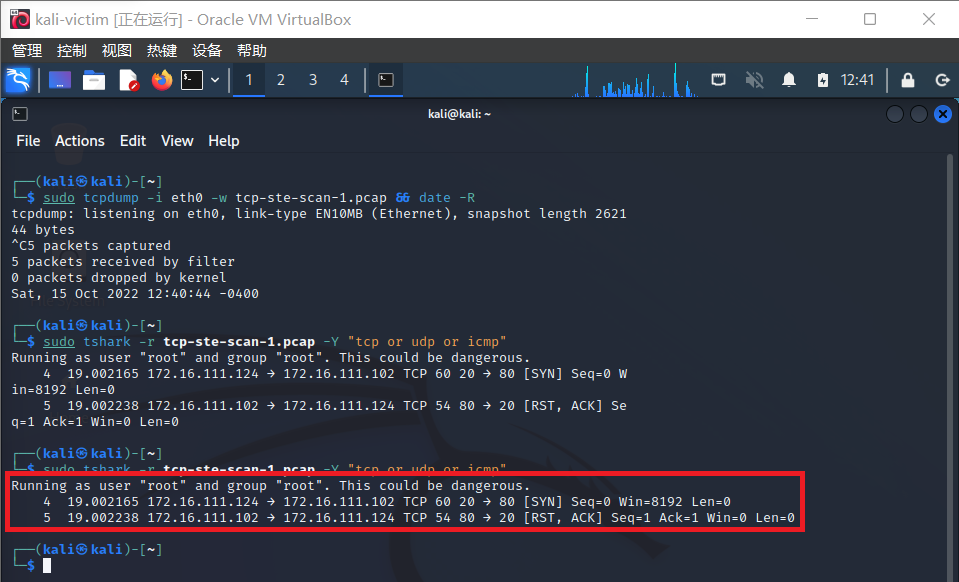 kali-victim [正在运行] - Oracle VM VirtualBox
管理 控制 视图 热键 设备 帮助
1 2 3 4 12:41
kali@kali: ~
File Actions Edit View Help
┌──(kali㉿kali)-[~]
└─$ sudo tcpdump -i eth0 -w tcp-ste-scan-1.pcap && date -R
tcpdump: listening on eth0, link-type EN10MB (Ethernet), snapshot length 2621
44 bytes
^C5 packets captured
5 packets received by filter
0 packets dropped by kernel
Sat, 15 Oct 2022 12:40:44 -0400
┌──(kali㉿kali)-[~]
└─$ sudo tshark -r tcp-ste-scan-1.pcap -Y "tcp or udp or icmp"
Running as user "root" and group "root". This could be dangerous.
4 19.002165 172.16.111.124 → 172.16.111.102 TCP 60 20 → 80 [SYN] Seq=0 W
in=8192 Len=0
5 19.002238 172.16.111.102 → 172.16.111.124 TCP 54 80 → 20 [RST, ACK] Se
q=1 Ack=1 Win=0 Len=0
┌──(kali㉿kali)-[~]
└─$ sudo tshark -r tcp-ste-scan-1.pcap -Y "tcp or udp or icmp"
Running as user "root" and group "root". This could be dangerous.
4 19.002165 172.16.111.124 → 172.16.111.102 TCP 60 20 → 80 [SYN] Seq=0 Win=8192 Len=0
5 19.002238 172.16.111.102 → 172.16.111.124 TCP 54 80 → 20 [RST, ACK] Seq=1 Ack=1 Win=0 Len=0
┌──(kali㉿kali)-[~]
└─$